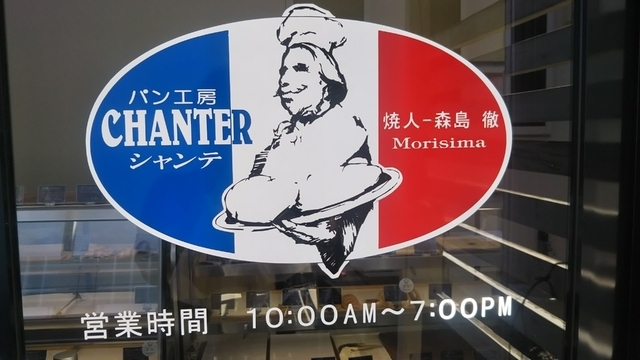 パン工房
CHANTER
シャンテ
焼人-森島 徹
Morisima
営業時間 10:00AM～7:00PM